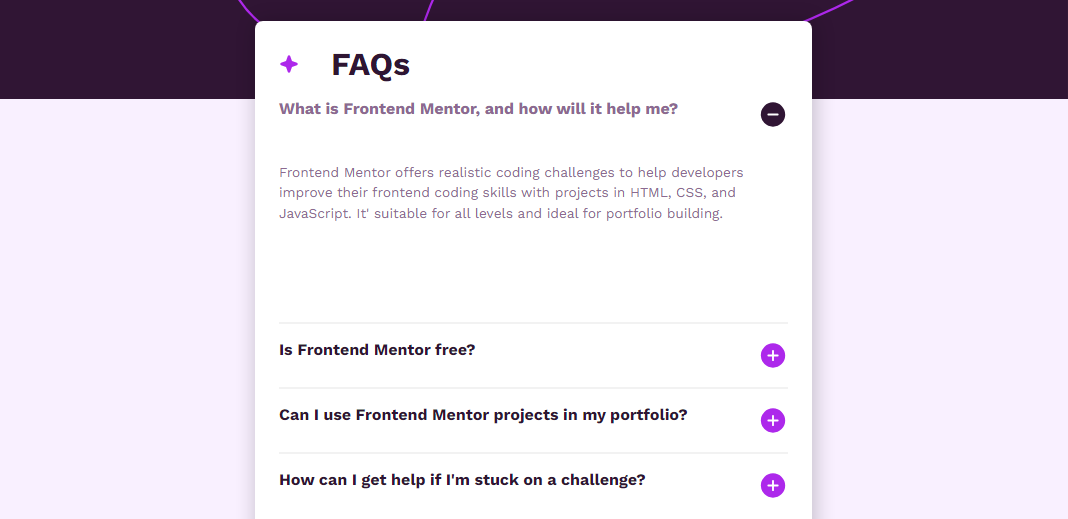 FAQs
What is Frontend Mentor, and how will it help me?
Frontend Mentor offers realistic coding challenges to help developers
improve their frontend coding skills with projects in HTML, CSS, and
JavaScript. It' suitable for all levels and ideal for portfolio building.
Is Frontend Mentor free?
Can I use Frontend Mentor projects in my portfolio?
How can I get help if I'm stuck on a challenge?